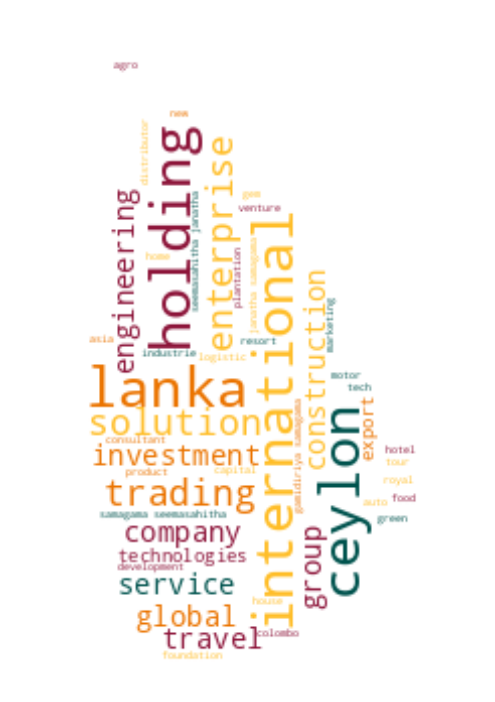 agro
new
distributor
holding
enterprise
engineering
seemasahitha janatha
gem
venture
international
janatha samagama
plantation
home
construction
marketing
asia
industrie
logistic
resort
lanka
motor
tech
solution
export
ceylon
gamidiriya samagama
consultant
investment
product
capital
hotel
tour
trading
royal
food
auto
samagama seemasahitha
green
company
group
technologies
development
service
house
global
travel
colombo
foundation